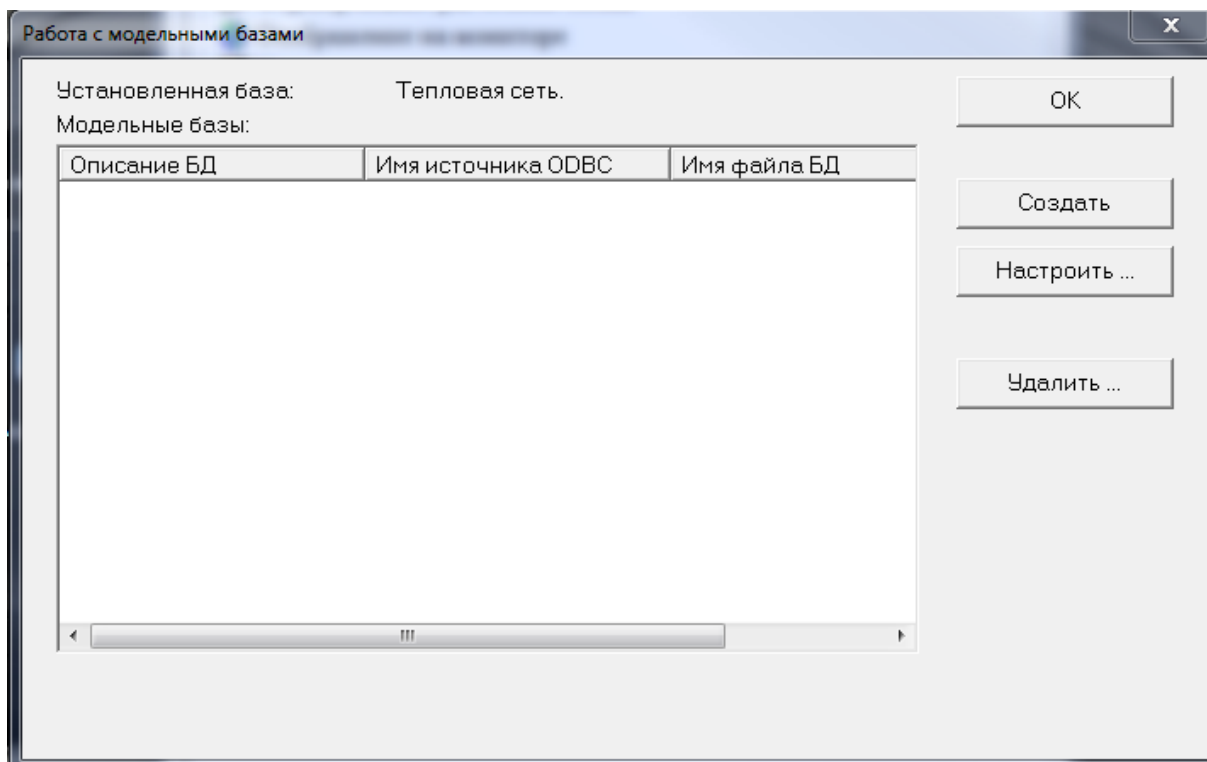 Работа с модельными базами
Установленная база: Тепловая сеть.
Модельные базы:
Описание БД Имя источника ODBC Имя файла БД
OK
Создать
Настроить ...
Удалить ...